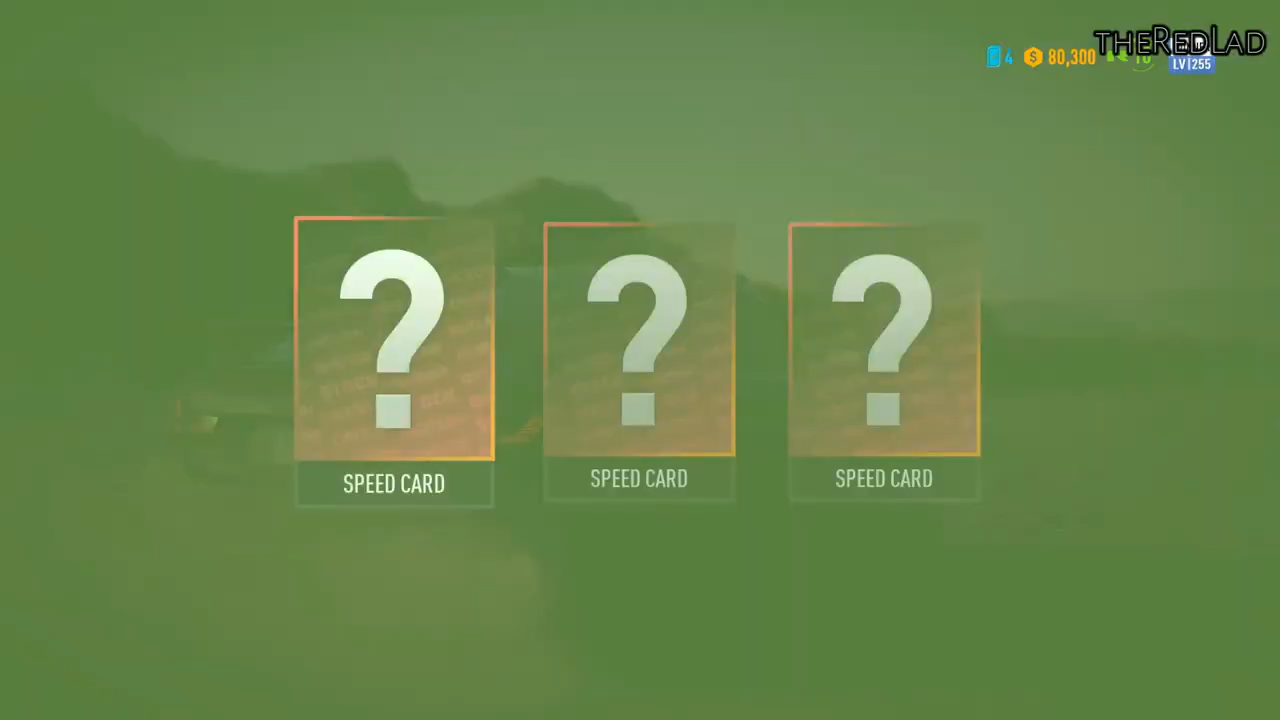 THEREDLAD
4
80,300
LV|255
?
?
?
SPEED CARD
SPEED CARD
SPEED CARD